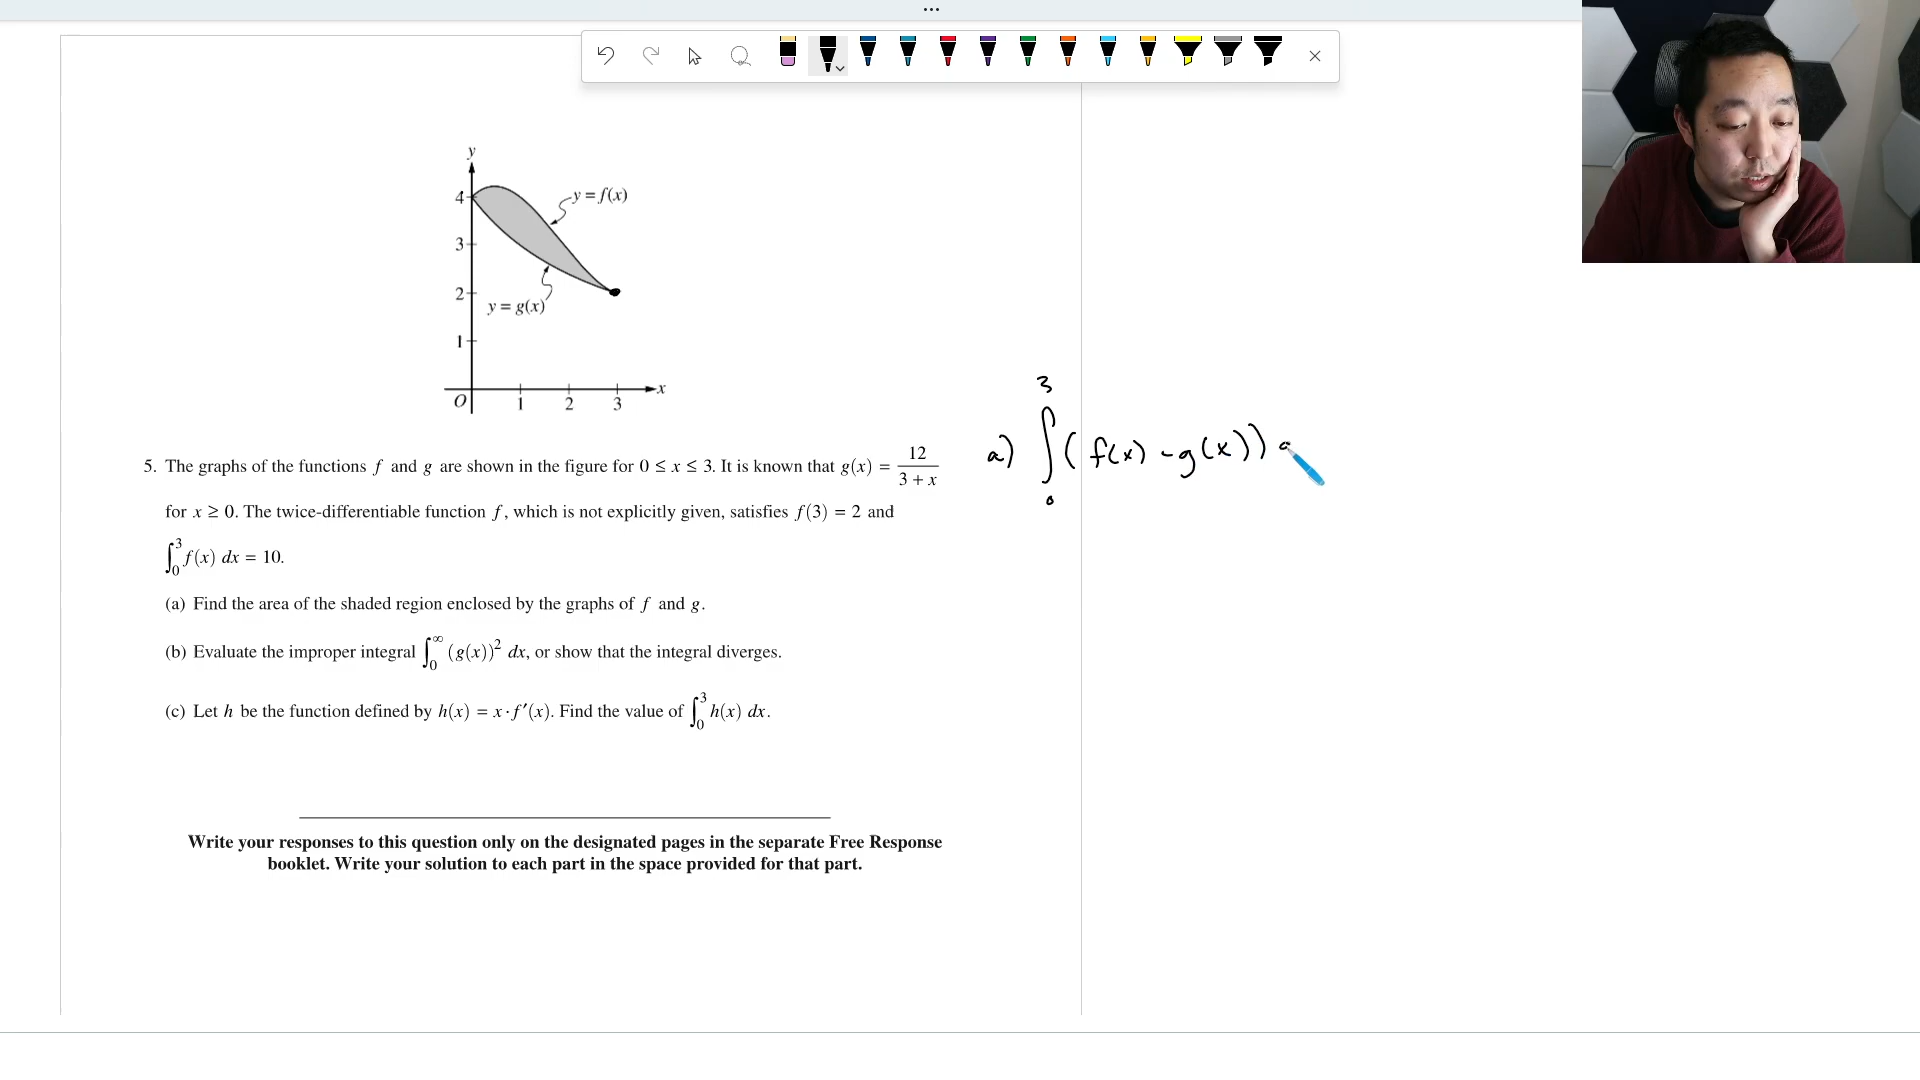 ...
y
4
y = f(x)
3
2
y = g(x)
1
O 1 2 3 x
5. The graphs of the functions f and g are shown in the figure for 0 ≤ x ≤ 3. It is known that g(x) = 12/(3 + x)
for x ≥ 0. The twice-differentiable function f, which is not explicitly given, satisfies f(3) = 2 and
∫₀³ f(x) dx = 10.
(a) Find the area of the shaded region enclosed by the graphs of f and g.
(b) Evaluate the improper integral ∫₀^∞ (g(x))² dx, or show that the integral diverges.
(c) Let h be the function defined by h(x) = x · f′(x). Find the value of ∫₀³ h(x) dx.
Write your responses to this question only on the designated pages in the separate Free Response
booklet. Write your solution to each part in the space provided for that part.
a) ∫₀³ (f(x) - g(x))